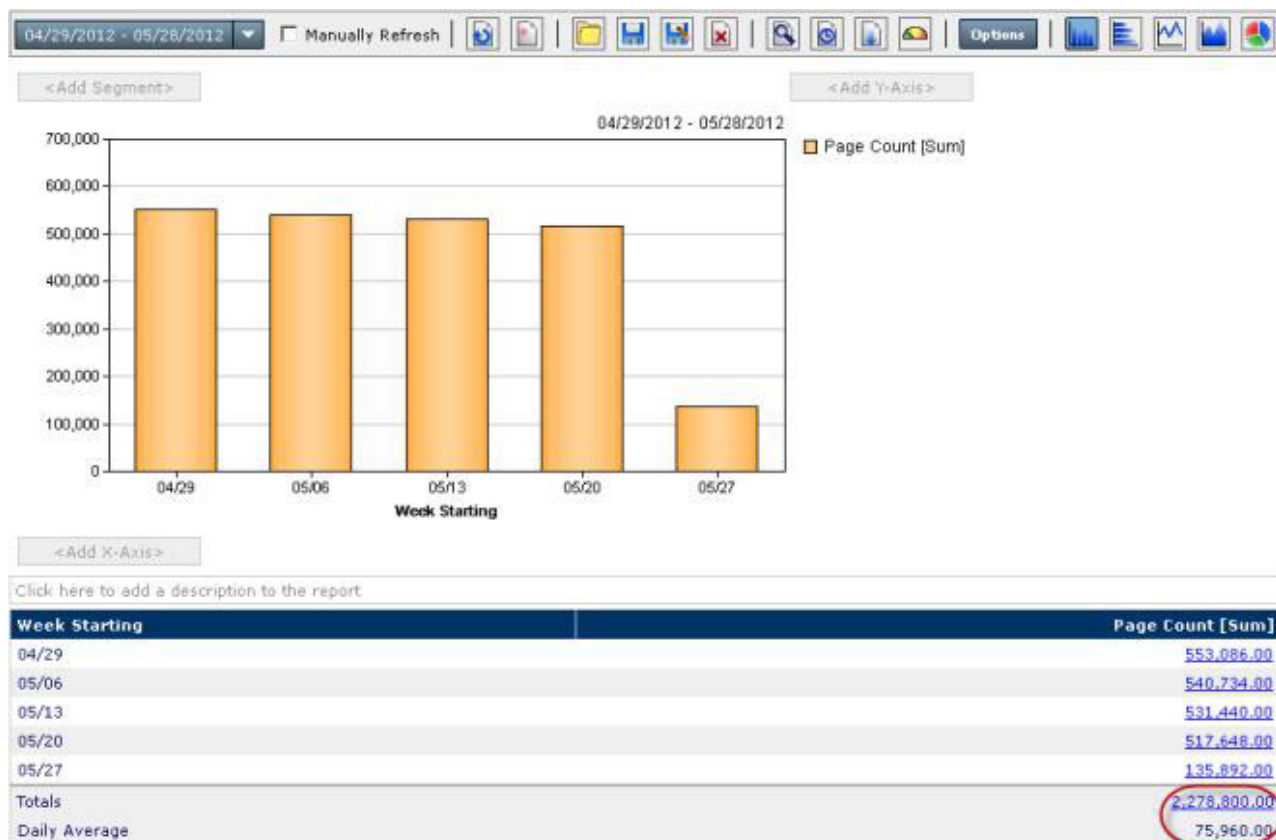 04/29/2012 - 05/28/2012 Manually Refresh Options
<Add Segment> <Add Y-Axis>
04/29/2012 - 05/28/2012
Page Count [Sum]
700,000
600,000
500,000
400,000
300,000
200,000
100,000
0
04/29 05/06 05/13 05/20 05/27
Week Starting
<Add X-Axis>
Click here to add a description to the report
Week Starting Page Count [Sum]
04/29 553,086.00
05/06 540,734.00
05/13 531,440.00
05/20 517,648.00
05/27 135,892.00
Totals 2,278,800.00
Daily Average 75,960.00